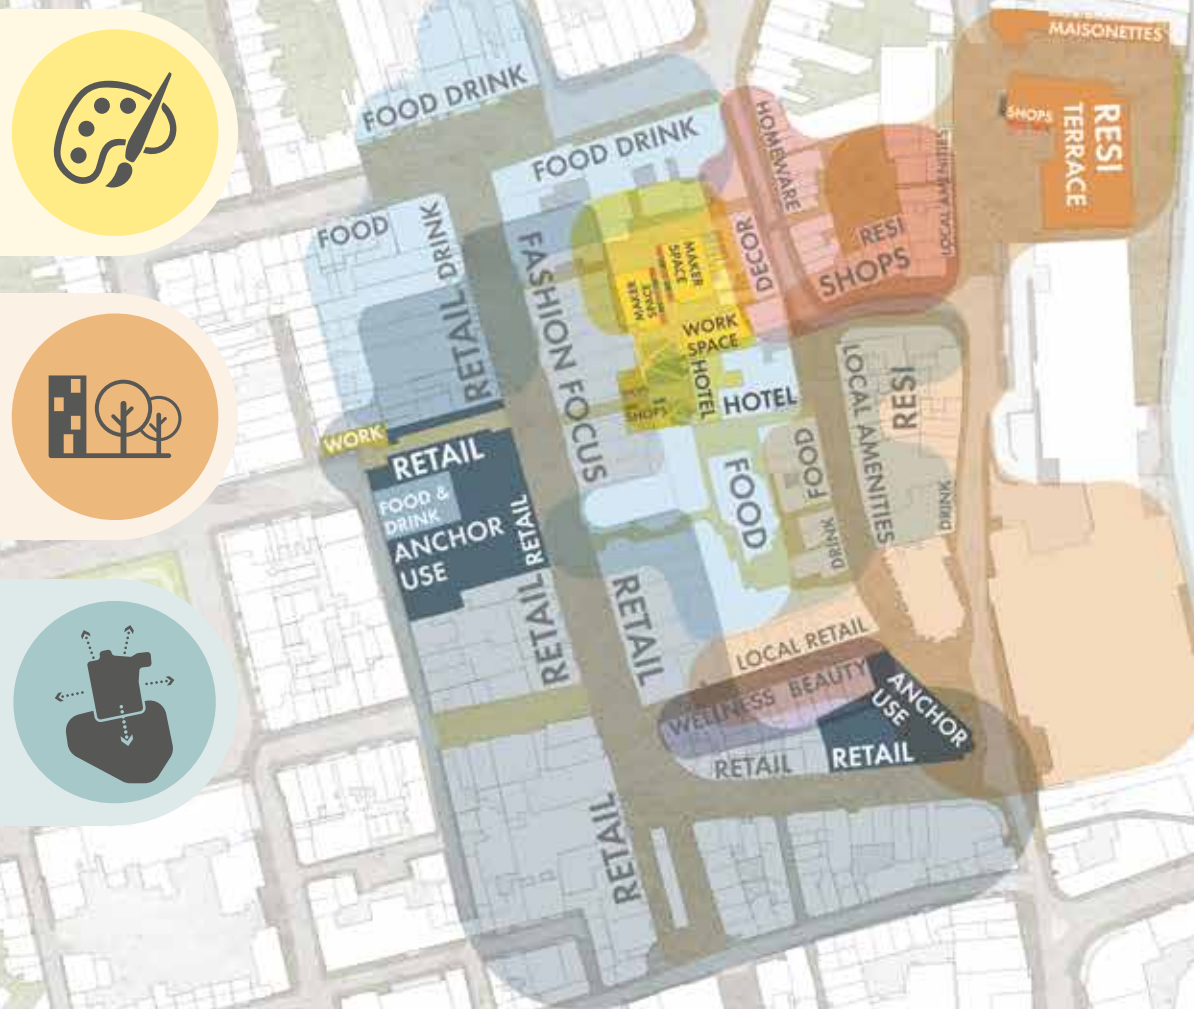 MAISONETTES
FOOD DRINK
SHOPS
RESI
TERRACE
HOMEWARE
FOOD DRINK
LOCAL AMENITIES
FOOD
DRINK
RETAIL
FASHION FOCUS
MAKER
SPACE
MAKER
SPACE
DECOR
RESI
SHOPS
WORK
SPACE
HOTEL
HOTEL
SHOPS
LOCAL AMENITIES
RESI
DRINK
WORK
RETAIL
FOOD &
DRINK
ANCHOR
USE
RETAIL
FOOD
FOOD
DRINK
RETAIL
RETAIL
LOCAL RETAIL
WELLNESS BEAUTY
ANCHOR
USE
RETAIL
RETAIL
RETAIL